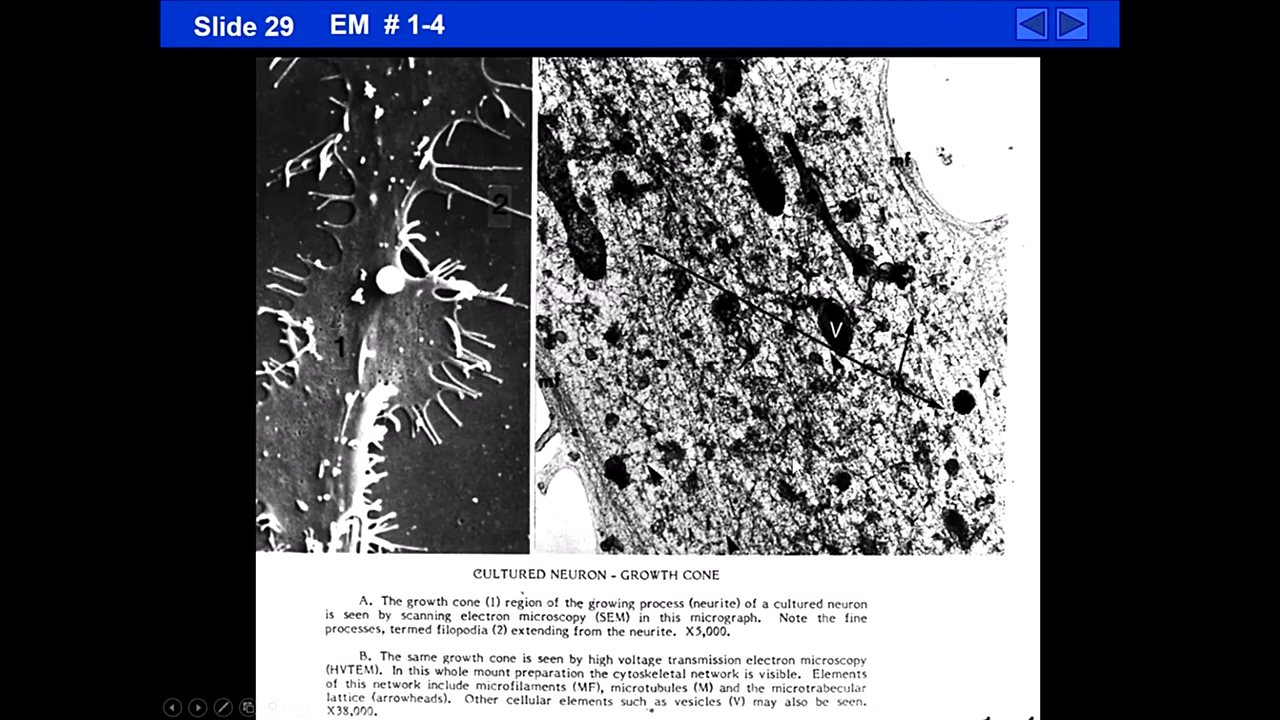 Slide 29 EM # 1-4
2
1
mf
V
mf
CULTURED NEURON - GROWTH CONE
A. The growth cone (1) region of the growing process (neurite) of a cultured neuron
is seen by scanning electron microscopy (SEM) in this micrograph. Note the fine
processes, termed filopodia (2) extending from the neurite. X5,000.
B. The same growth cone is seen by high voltage transmission electron microscopy
(HVTEM). In this whole mount preparation the cytoskeletal network is visible. Elements
of this network include microfilaments (MF), microtubules (M) and the microtrabecular
lattice (arrowheads). Other cellular elements such as vesicles (V) may also be seen.
X38,000.